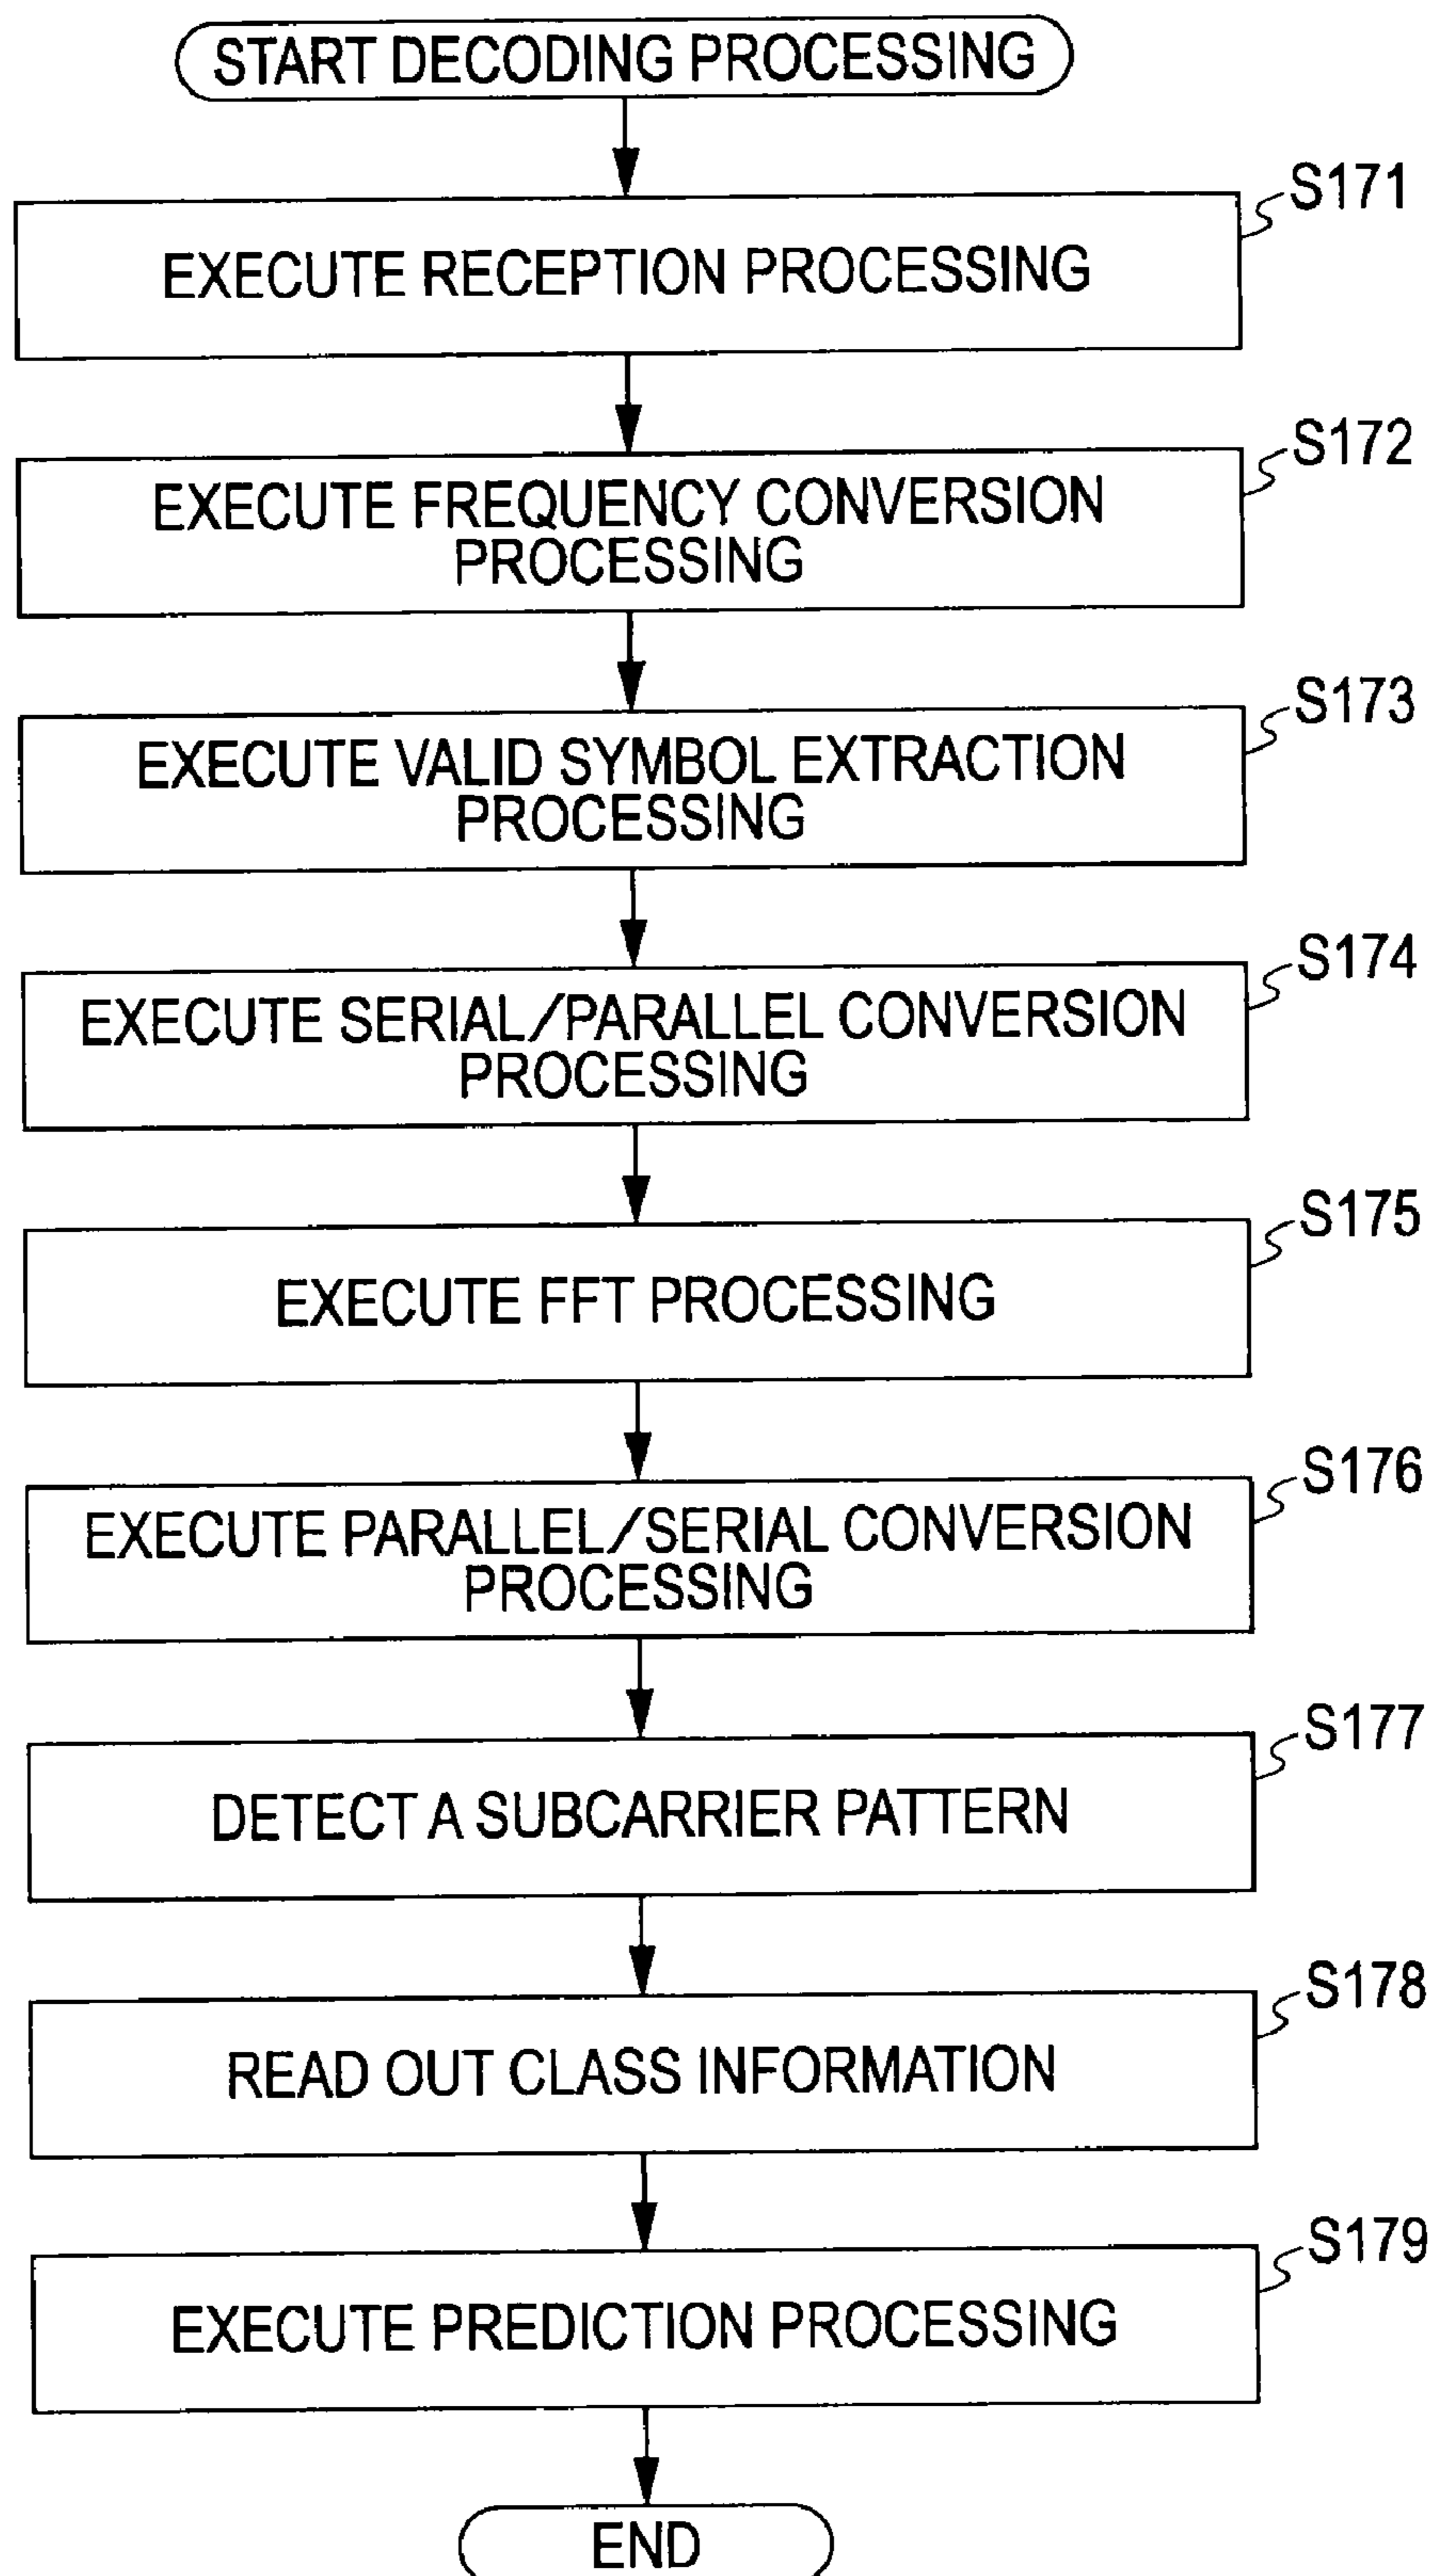 START DECODING PROCESSING
S171
EXECUTE RECEPTION PROCESSING
S172
EXECUTE FREQUENCY CONVERSION
PROCESSING
S173
EXECUTE VALID SYMBOL EXTRACTION
PROCESSING
S174
EXECUTE SERIAL/PARALLEL CONVERSION
PROCESSING
S175
EXECUTE FFT PROCESSING
S176
EXECUTE PARALLEL/SERIAL CONVERSION
PROCESSING
S177
DETECT A SUBCARRIER PATTERN
S178
READ OUT CLASS INFORMATION
S179
EXECUTE PREDICTION PROCESSING
END